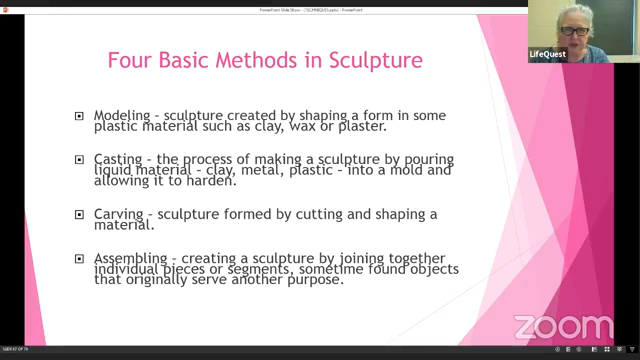 PowerPoint Slide Show - [TECHNIQUES.pptx] - PowerPoint
LifeQuest
Four Basic Methods in Sculpture
Modeling – sculpture created by shaping a form in some
plastic material such as clay, wax or plaster.
Casting – the process of making a sculpture by pouring
liquid material – clay, metal, plastic – into a mold and
allowing it to harden.
Carving – sculpture formed by cutting and shaping a
material.
Assembling – creating a sculpture by joining together
individual pieces or segments, sometime found objects
that originally serve another purpose.
zoom